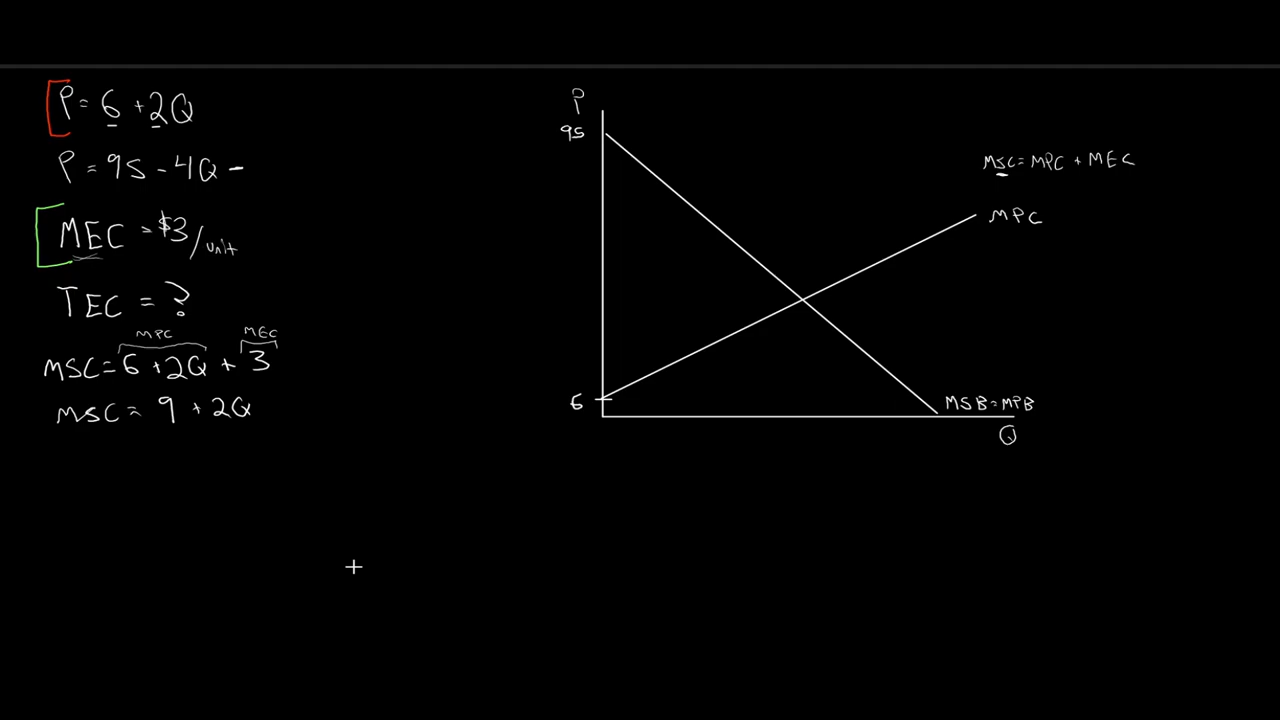 P = 6 + 2Q
P = 95 - 4Q -
MEC = $3/unit
TEC = ?
MPC MEC
MSC = 6 + 2Q + 3
MSC = 9 + 2Q
P
95
MSC = MPC + MEC
MPC
6
MSB = MPB
Q